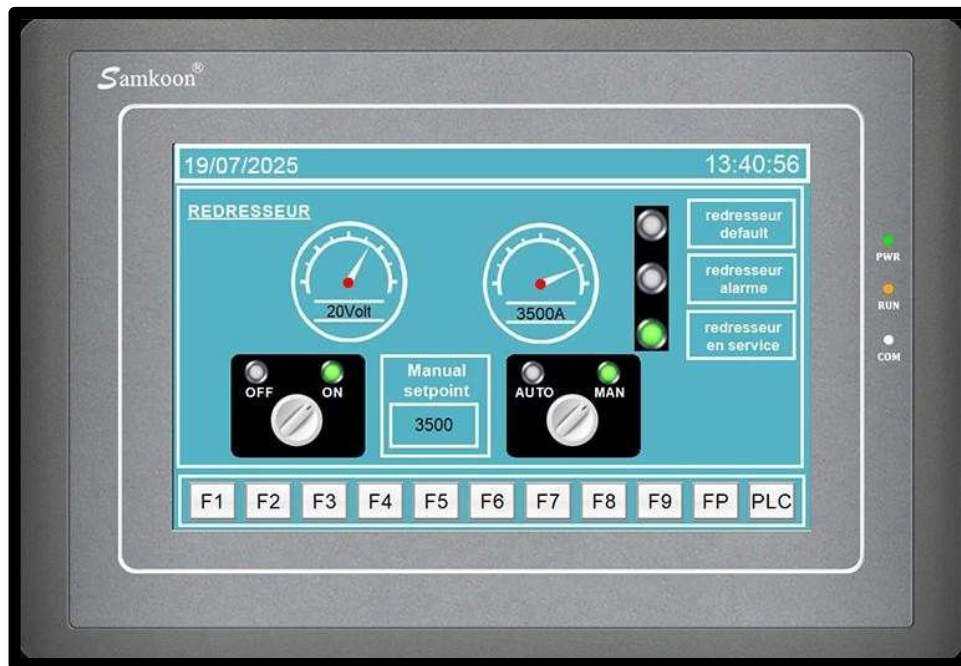 Samkoon®
19/07/2025 13:40:56
REDRESSEUR
20Volt
3500A
redresseur
default
redresseur
alarme
redresseur
en service
OFF ON
Manual
setpoint
3500
AUTO MAN
F1 F2 F3 F4 F5 F6 F7 F8 F9 FP PLC
PWR
RUN
COM